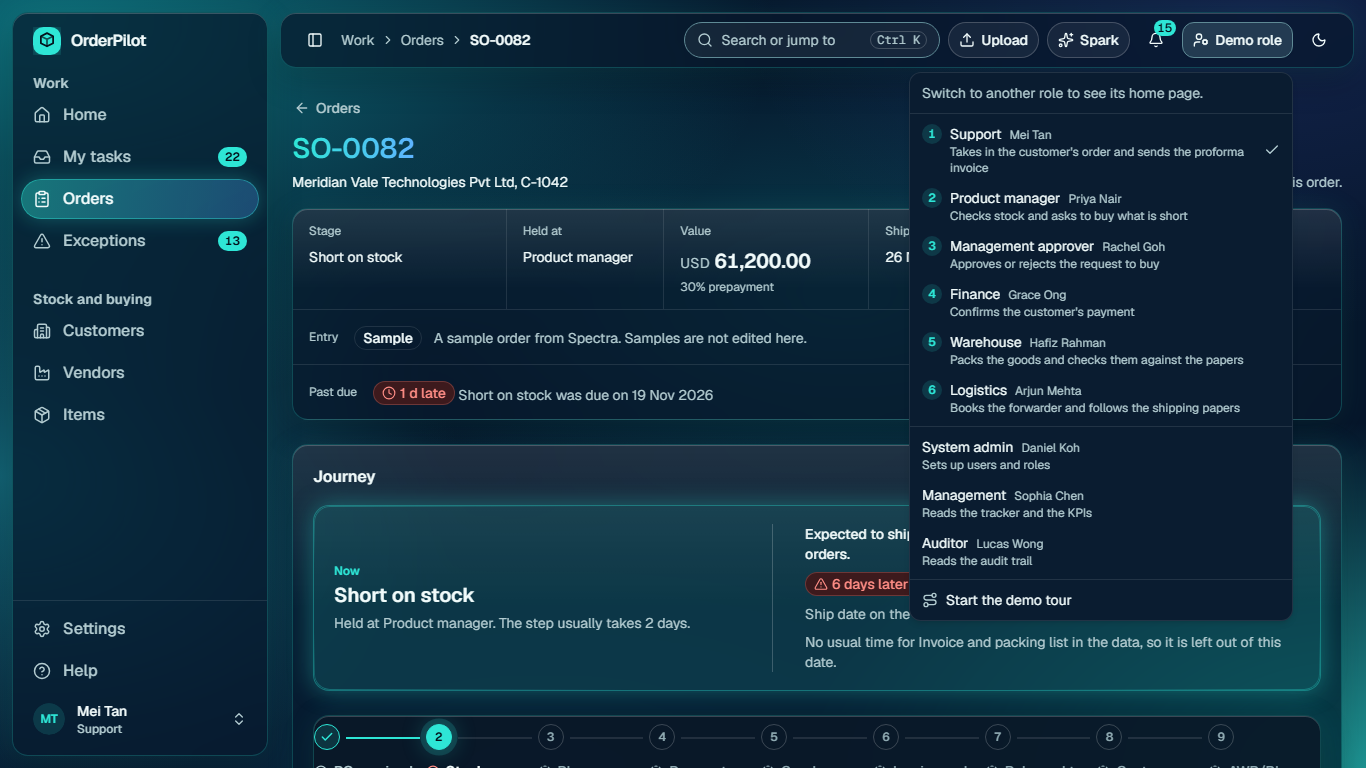 OrderPilot
Work
Home
My tasks 22
Orders
Exceptions 13
Stock and buying
Customers
Vendors
Items
Settings
Help
MT Mei Tan
Support
Work > Orders > SO-0082
Search or jump to Ctrl K
Upload
Spark
15
Demo role
Orders
SO-0082
Meridian Vale Technologies Pvt Ltd, C-1042
is order.
Stage
Short on stock
Held at
Product manager
Value
USD 61,200.00
30% prepayment
Ship
26
Entry Sample A sample order from Spectra. Samples are not edited here.
Past due 1 d late Short on stock was due on 19 Nov 2026
Journey
Now
Short on stock
Held at Product manager. The step usually takes 2 days.
Expected to ship
orders.
6 days later
Ship date on the
No usual time for Invoice and packing list in the data, so it is left out of this
date.
2 3 4 5 6 7 8 9
Switch to another role to see its home page.
1 Support Mei Tan
Takes in the customer's order and sends the proforma
invoice
2 Product manager Priya Nair
Checks stock and asks to buy what is short
3 Management approver Rachel Goh
Approves or rejects the request to buy
4 Finance Grace Ong
Confirms the customer's payment
5 Warehouse Hafiz Rahman
Packs the goods and checks them against the papers
6 Logistics Arjun Mehta
Books the forwarder and follows the shipping papers
System admin Daniel Koh
Sets up users and roles
Management Sophia Chen
Reads the tracker and the KPIs
Auditor Lucas Wong
Reads the audit trail
Start the demo tour